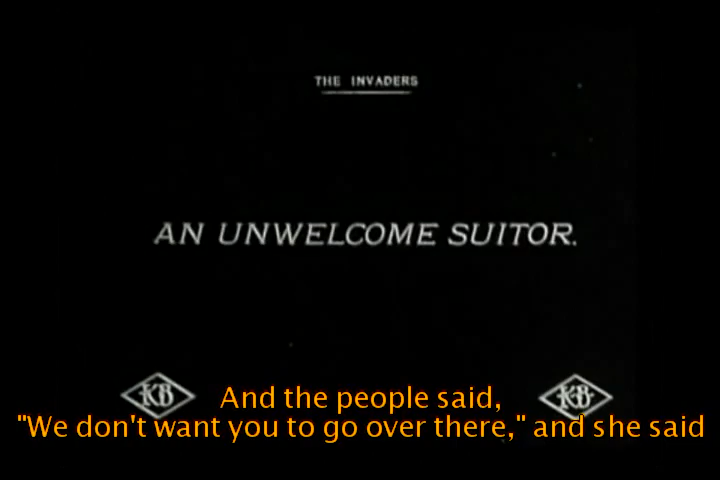 THE INVADERS
AN UNWELCOME SUITOR.
KB
KB
And the people said,
"We don't want you to go over there," and she said